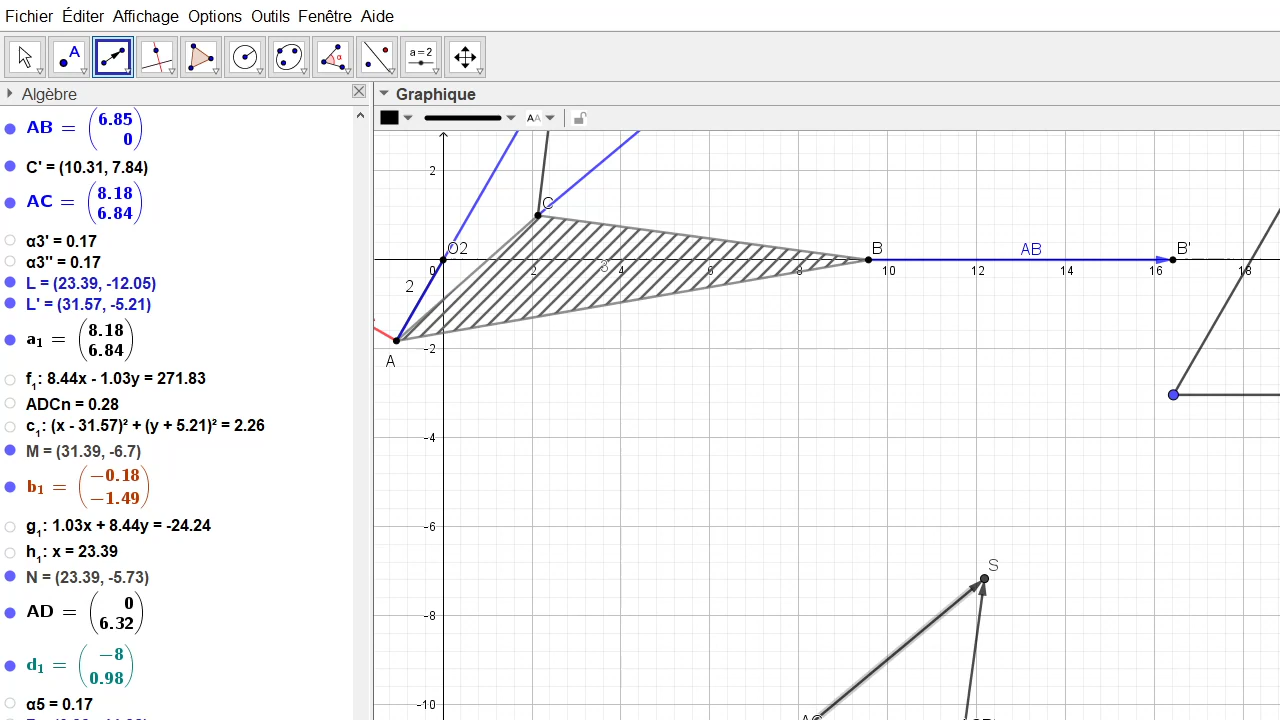 Fichier Éditer Affichage Options Outils Fenêtre Aide
A
α
a = 2
Algèbre
Graphique
AA
AB = (6.85
0)
C' = (10.31, 7.84)
AC = (8.18
6.84)
α3' = 0.17
α3'' = 0.17
L = (23.39, -12.05)
L' = (31.57, -5.21)
a₁ = (8.18
6.84)
f₁: 8.44x - 1.03y = 271.83
ADCn = 0.28
c₁: (x - 31.57)² + (y + 5.21)² = 2.26
M = (31.39, -6.7)
b₁ = (−0.18
−1.49)
g₁: 1.03x + 8.44y = -24.24
h₁: x = 23.39
N = (23.39, -5.73)
AD = (0
6.32)
d₁ = (−8
0.98)
α5 = 0.17
2
C
O2
B
AB
B'
0 2 3 4 6 8 10 12 14 16 18
2
-2
A
-4
-6
S
-8
-10